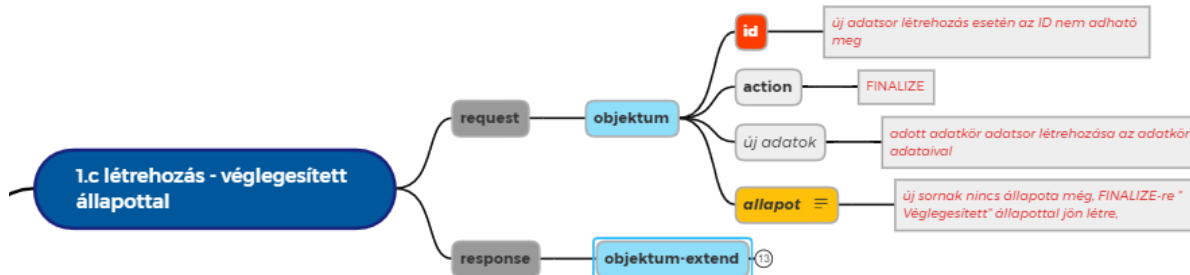 1.c létrehozás - véglegesített
állapottal
request
objektum
id
új adatsor létrehozás esetén az ID nem adható
meg
action
FINALIZE
új adatok
adott adatkör adatsor létrehozása az adatkör
adataival
allapot
új sornak nincs állapota még, FINALIZE-re "
Véglegesített" állapottal jön létre,
response
objektum-extend
13